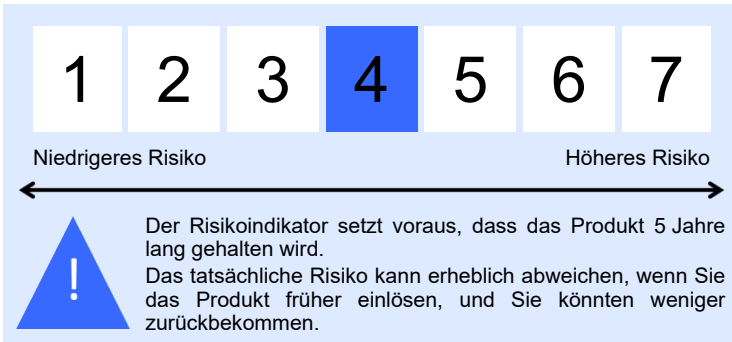 1 2 3 4 5 6 7
Niedrigeres Risiko Höheres Risiko
!
Der Risikoindikator setzt voraus, dass das Produkt 5 Jahre
lang gehalten wird.
Das tatsächliche Risiko kann erheblich abweichen, wenn Sie
das Produkt früher einlösen, und Sie könnten weniger
zurückbekommen.